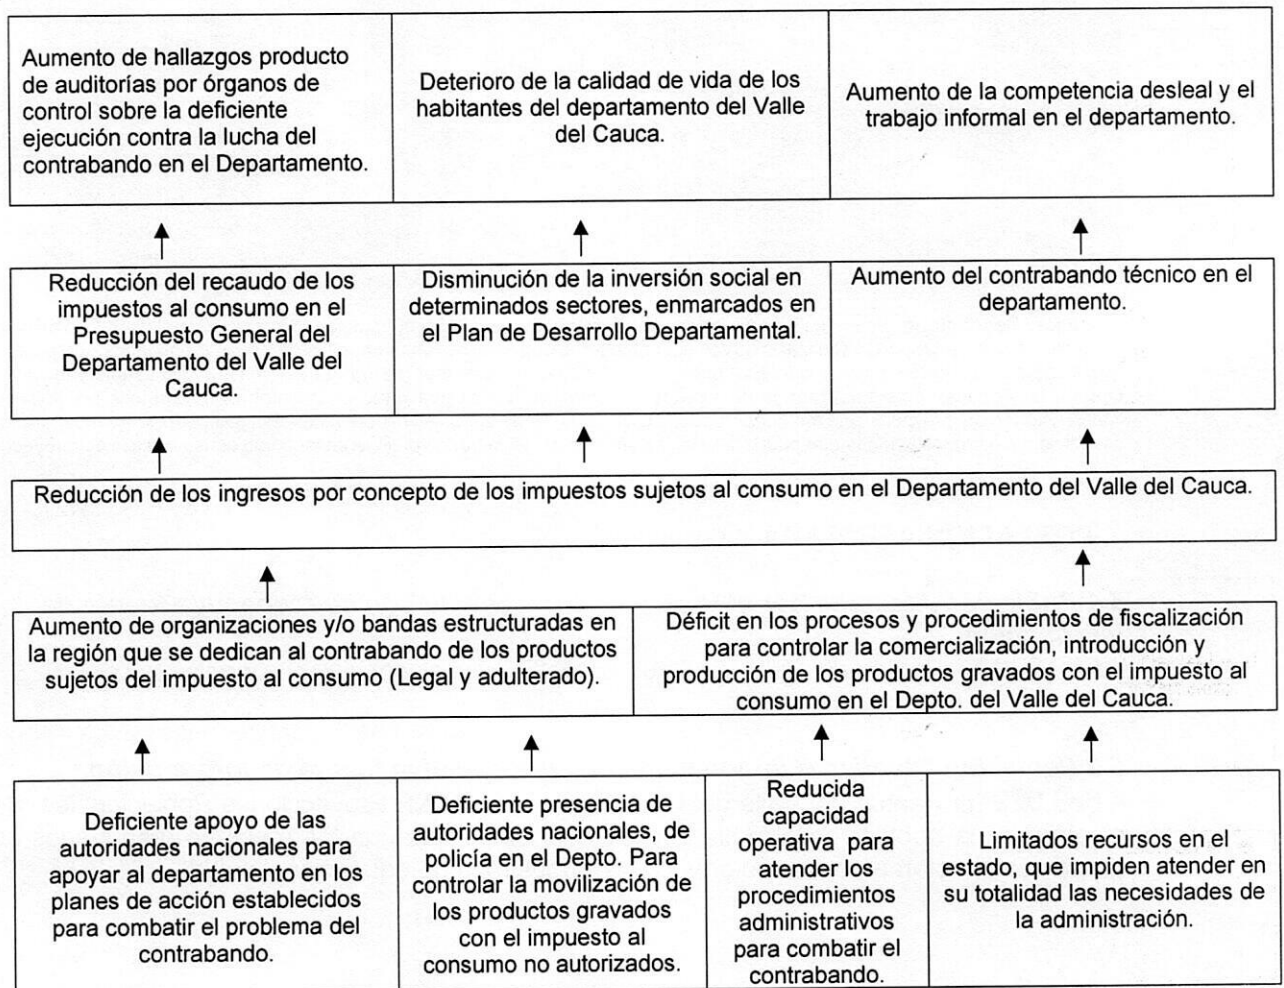 Aumento de hallazgos producto
de auditorías por órganos de
control sobre la deficiente
ejecución contra la lucha del
contrabando en el Departamento.
Deterioro de la calidad de vida de los
habitantes del departamento del Valle
del Cauca.
Aumento de la competencia desleal y el
trabajo informal en el departamento.
Reducción del recaudo de los
impuestos al consumo en el
Presupuesto General del
Departamento del Valle del
Cauca.
Disminución de la inversión social en
determinados sectores, enmarcados en
el Plan de Desarrollo Departamental.
Aumento del contrabando técnico en el
departamento.
Reducción de los ingresos por concepto de los impuestos sujetos al consumo en el Departamento del Valle del Cauca.
Aumento de organizaciones y/o bandas estructuradas en
la región que se dedican al contrabando de los productos
sujetos del impuesto al consumo (Legal y adulterado).
Déficit en los procesos y procedimientos de fiscalización
para controlar la comercialización, introducción y
producción de los productos gravados con el impuesto al
consumo en el Depto. del Valle del Cauca.
Deficiente apoyo de las
autoridades nacionales para
apoyar al departamento en los
planes de acción establecidos
para combatir el problema del
contrabando.
Deficiente presencia de
autoridades nacionales, de
policía en el Depto. Para
controlar la movilización de
los productos gravados
con el impuesto al
consumo no autorizados.
Reducida
capacidad
operativa para
atender los
procedimientos
administrativos
para combatir el
contrabando.
Limitados recursos en el
estado, que impiden atender en
su totalidad las necesidades de
la administración.